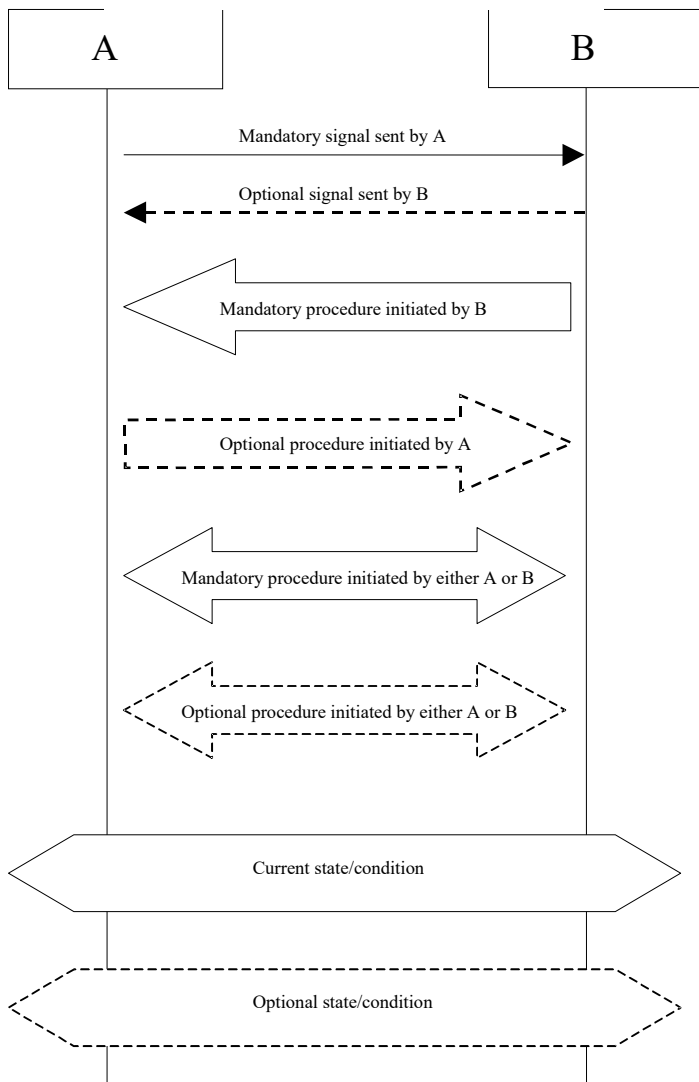 A
B
Mandatory signal sent by A
Optional signal sent by B
Mandatory procedure initiated by B
Optional procedure initiated by A
Mandatory procedure initiated by either A or B
Optional procedure initiated by either A or B
Current state/condition
Optional state/condition